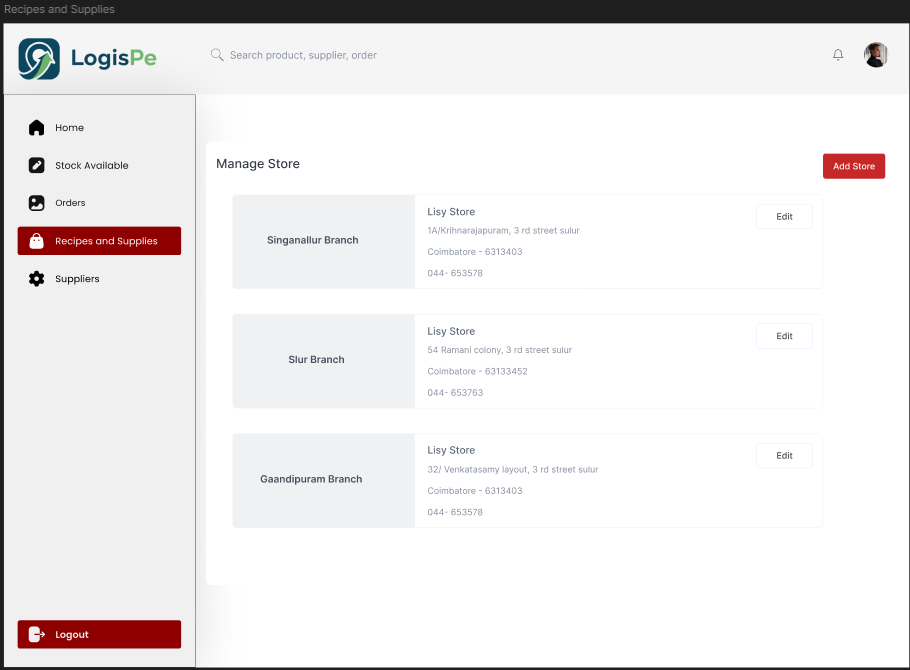 Recipes and Supplies
LogisPe
Search product, supplier, order
Home
Stock Available
Orders
Recipes and Supplies
Suppliers
Logout
Manage Store
Add Store
Singanallur Branch
Lisy Store
1A/Krihnarajapuram, 3 rd street sulur
Coimbatore - 6313403
044- 653578
Edit
Slur Branch
Lisy Store
54 Ramani colony, 3 rd street sulur
Coimbatore - 63133452
044- 653763
Edit
Gaandipuram Branch
Lisy Store
32/ Venkatasamy layout, 3 rd street sulur
Coimbatore - 6313403
044- 653578
Edit